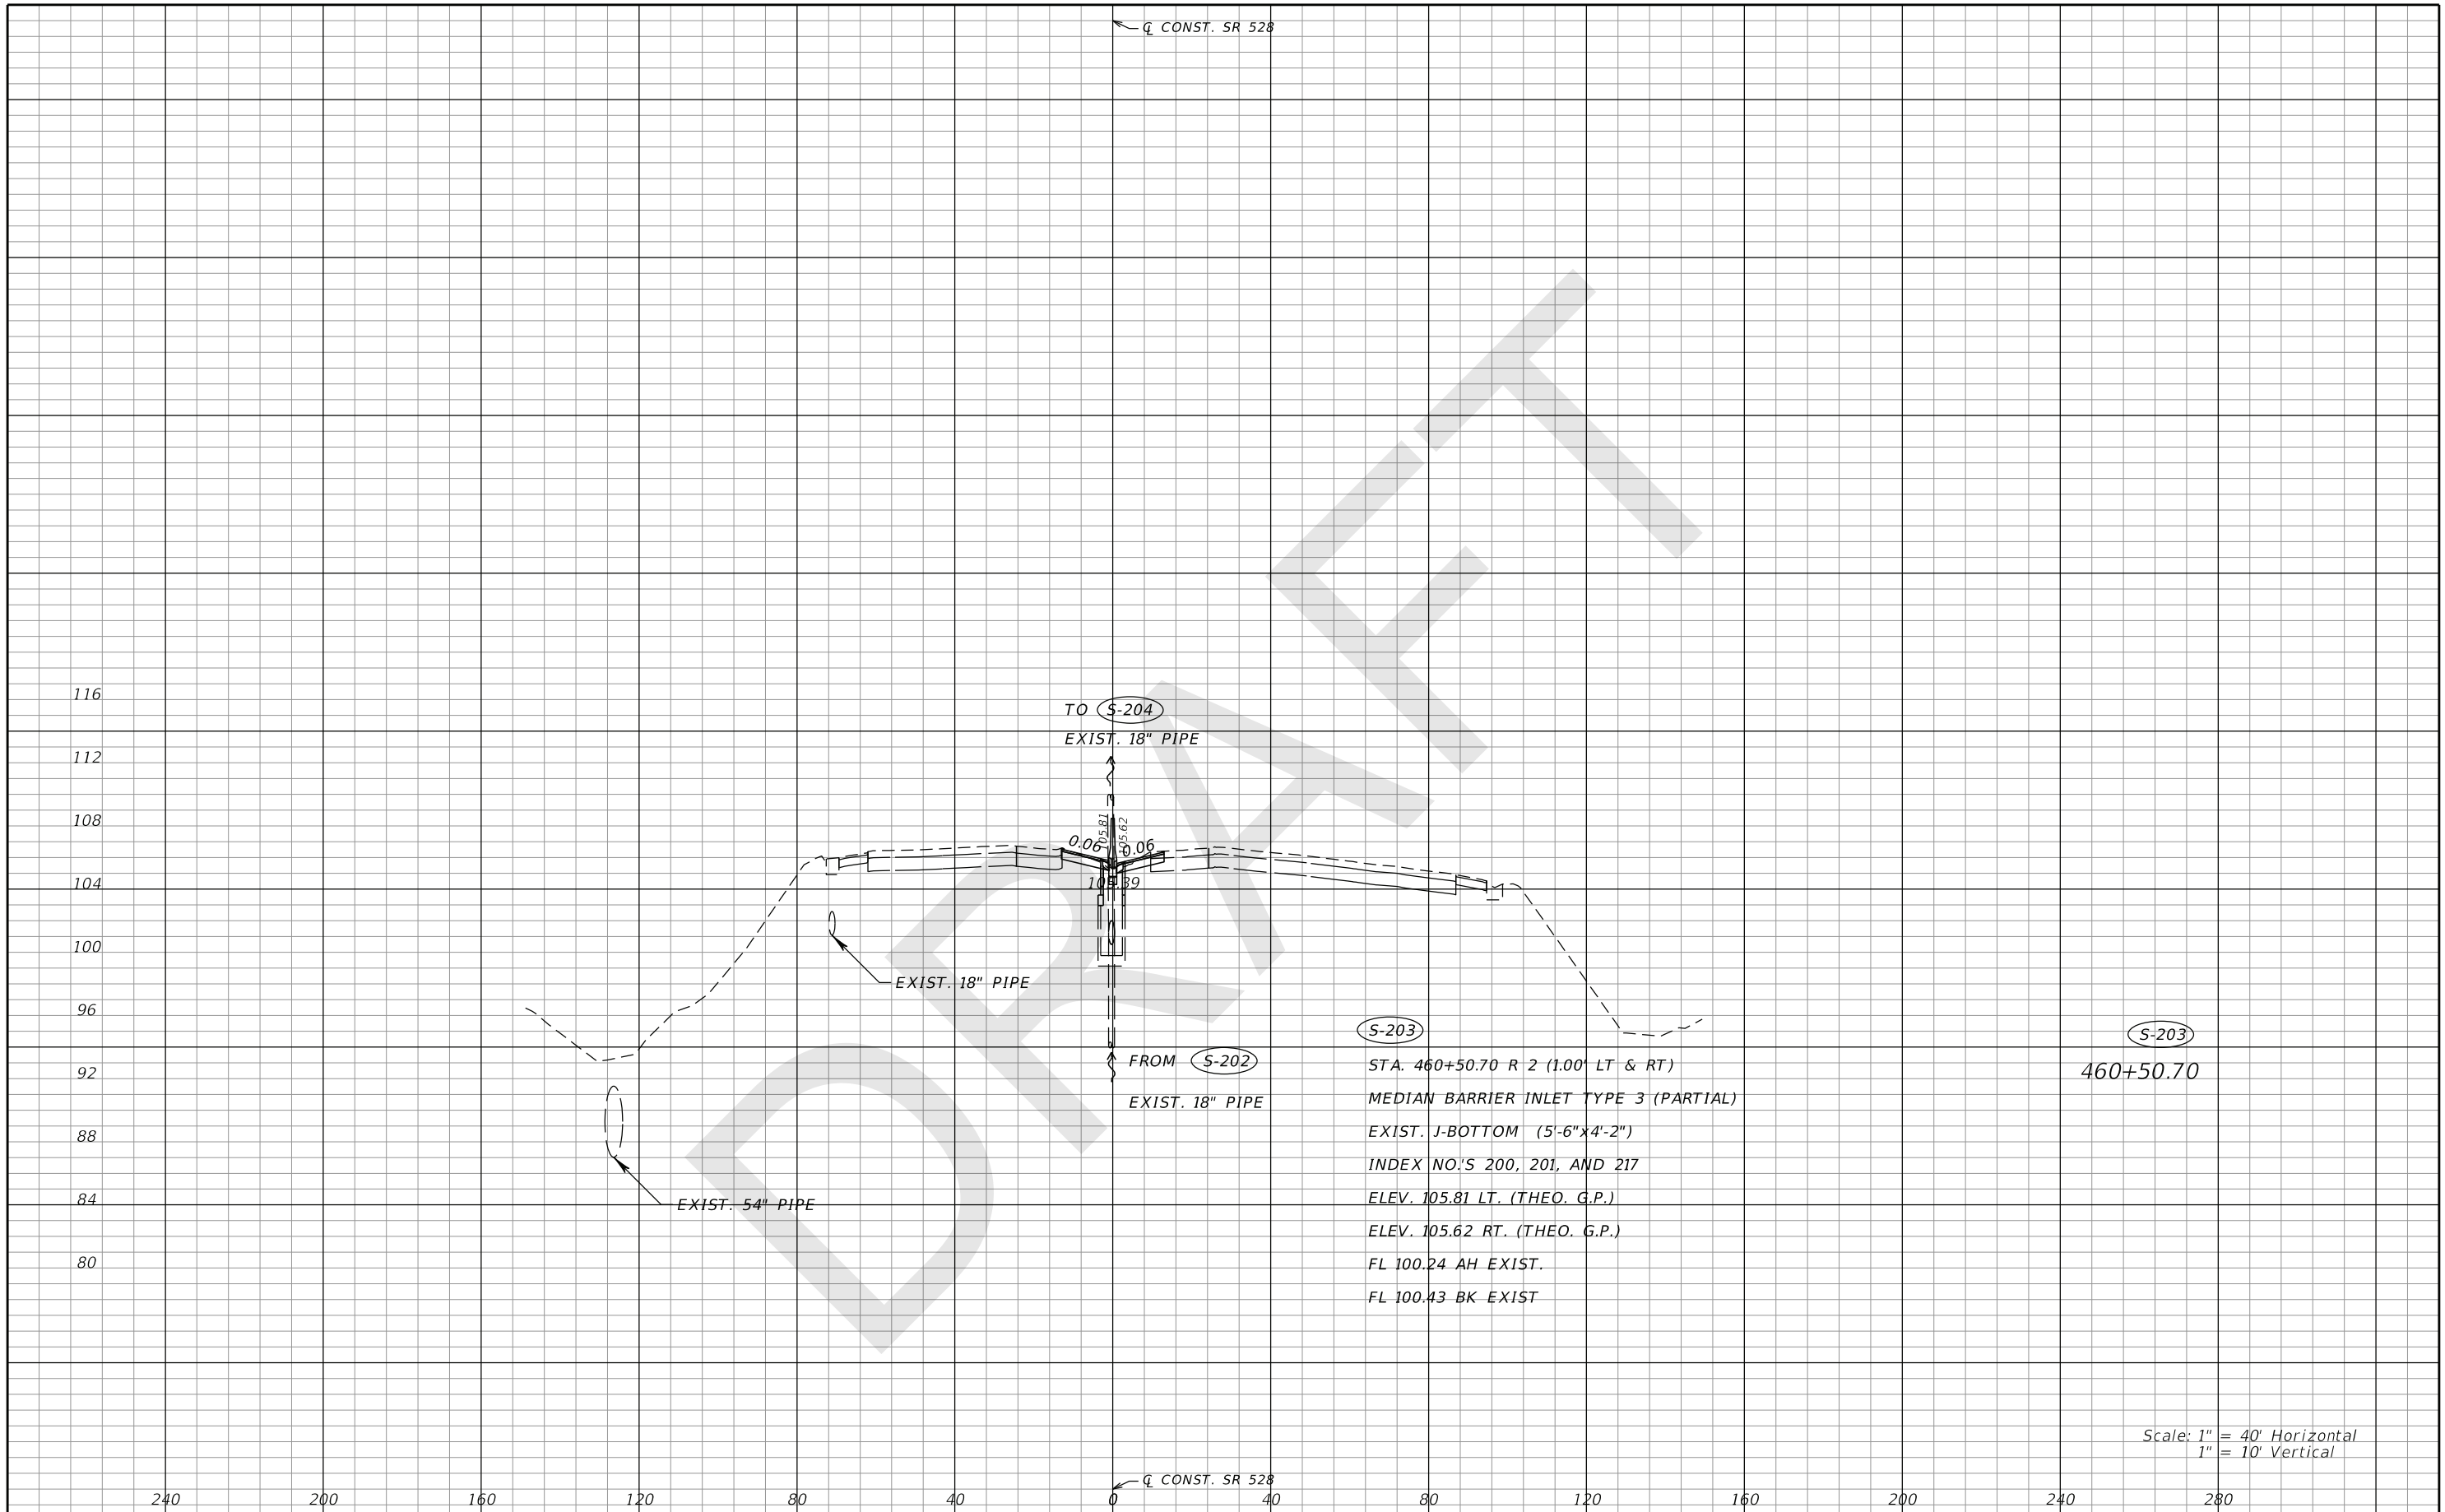 ℄ CONST. SR 528
DRAFT
116
TO S-204
EXIST. 18" PIPE
112
108
105.81
105.62
0.06
0.06
104
105.39
100
EXIST. 18" PIPE
96
S-203
S-203
STA. 460+50.70 R 2 (1.00' LT & RT)
460+50.70
92
FROM S-202
EXIST. 18" PIPE
MEDIAN BARRIER INLET TYPE 3 (PARTIAL)
88
EXIST. J-BOTTOM (5'-6"x4'-2")
INDEX NO.'S 200, 201, AND 217
84
EXIST. 54" PIPE
ELEV. 105.81 LT. (THEO. G.P.)
ELEV. 105.62 RT. (THEO. G.P.)
80
FL 100.24 AH EXIST.
FL 100.43 BK EXIST
Scale: 1" = 40' Horizontal
1" = 10' Vertical
℄ CONST. SR 528
240 200 160 120 80 40 0 40 80 120 160 200 240 280